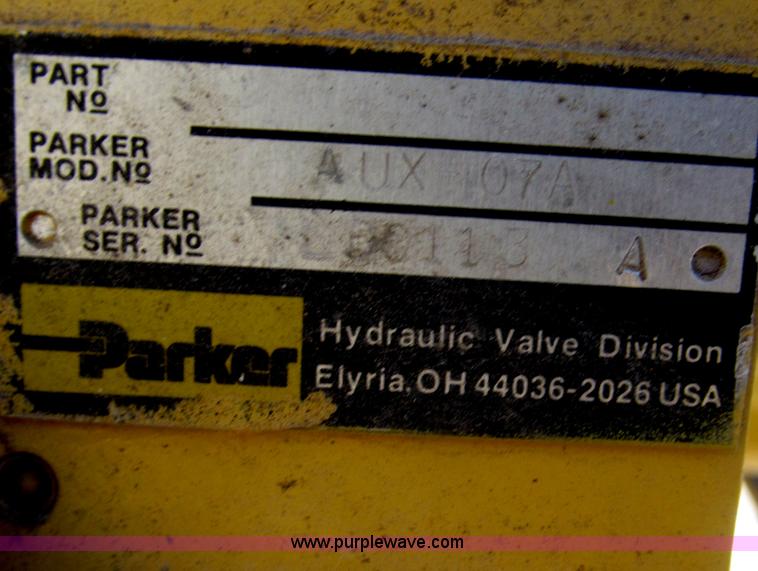 PART
Nº
PARKER
MOD. Nº AUX 07A
PARKER
SER. Nº A
Parker
Hydraulic Valve Division
Elyria, OH 44036-2026 USA
www.purplewave.com